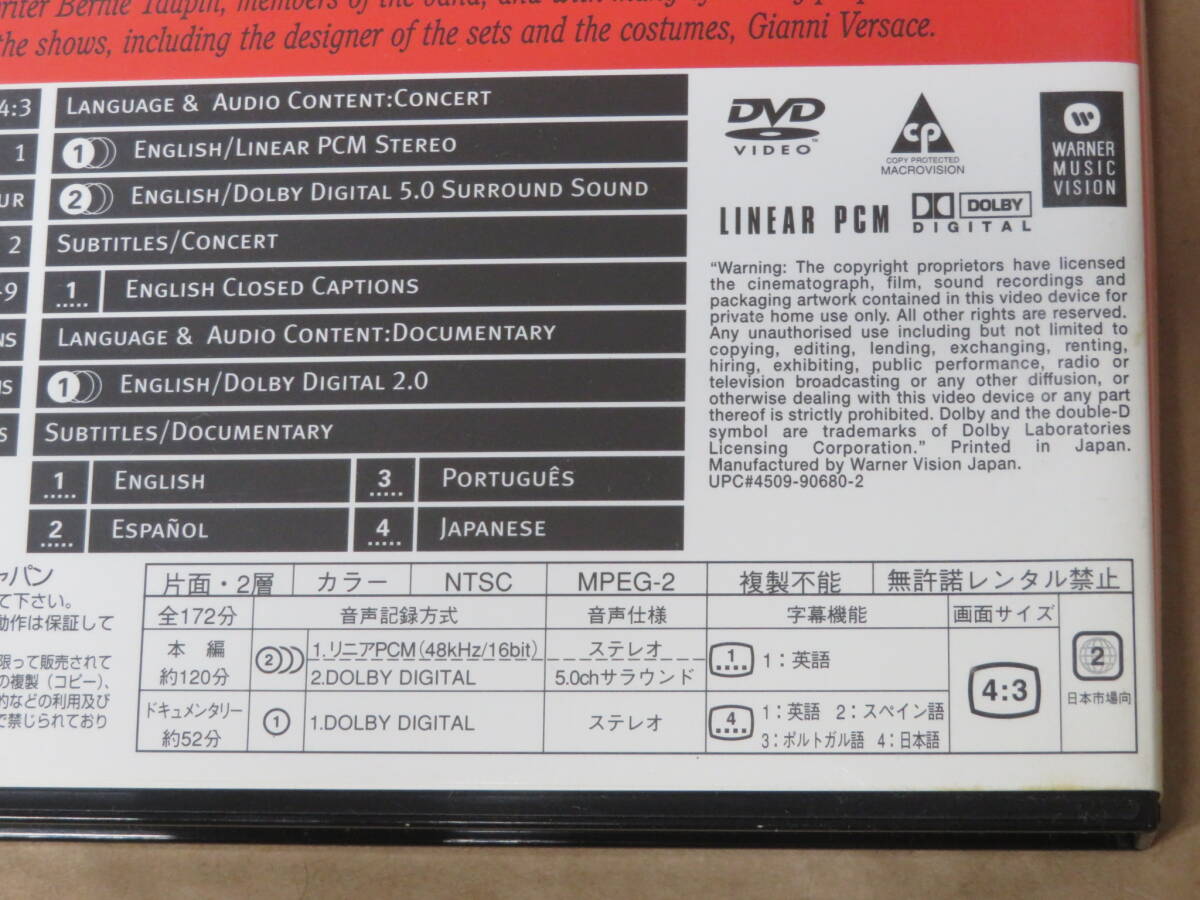 Bernie Taupin, members of the band, and with many of
the shows, including the designer of the sets and the costumes, Gianni Versace.
4:3
1
UR
2
-9
NS
NS
S
LANGUAGE & AUDIO CONTENT:CONCERT
1 ENGLISH/LINEAR PCM STEREO
2 ENGLISH/DOLBY DIGITAL 5.0 SURROUND SOUND
SUBTITLES/CONCERT
1 ENGLISH CLOSED CAPTIONS
LANGUAGE & AUDIO CONTENT:DOCUMENTARY
1 ENGLISH/DOLBY DIGITAL 2.0
SUBTITLES/DOCUMENTARY
1 ENGLISH 3 PORTUGUÊS
2 ESPAÑOL 4 JAPANESE
DVD
VIDEO™
cp
COPY PROTECTED
MACROVISION
WARNER
MUSIC
VISION
LINEAR PCM
DOLBY
DIGITAL
"Warning: The copyright proprietors have licensed
the cinematograph, film, sound recordings and
packaging artwork contained in this video device for
private home use only. All other rights are reserved.
Any unauthorised use including but not limited to
copying, editing, lending, exchanging, renting,
hiring, exhibiting, public performance, radio or
television broadcasting or any other diffusion, or
otherwise dealing with this video device or any part
thereof is strictly prohibited. Dolby and the double-D
symbol are trademarks of Dolby Laboratories
Licensing Corporation." Printed in Japan.
Manufactured by Warner Vision Japan.
UPC#4509-90680-2
ャパン
て下さい。
動作は保証して
限って販売されて
の複製（コピー）、
的などの利用及び
で禁じられており
片面・2層 カラー NTSC MPEG-2 複製不能 無許諾レンタル禁止
全172分 音声記録方式 音声仕様 字幕機能 画面サイズ
本編
約120分
2
1.リニアPCM(48kHz/16bit) ステレオ
2.DOLBY DIGITAL 5.0chサラウンド
1 1：英語
ドキュメンタリー
約52分
1
1.DOLBY DIGITAL ステレオ
4 1：英語 2：スペイン語
3：ポルトガル語 4：日本語
4:3
2
日本市場向